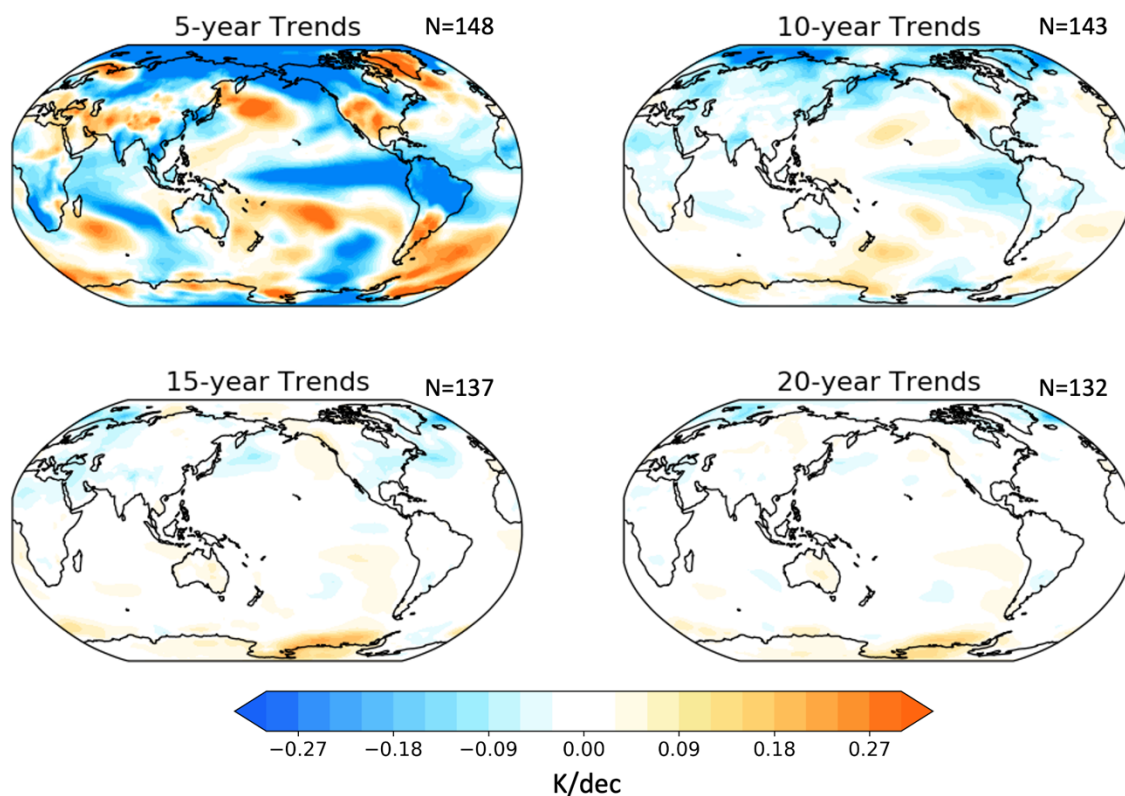 5-year Trends N=148
10-year Trends N=143
15-year Trends N=137
20-year Trends N=132
−0.27 −0.18 −0.09 0.00 0.09 0.18 0.27
K/dec